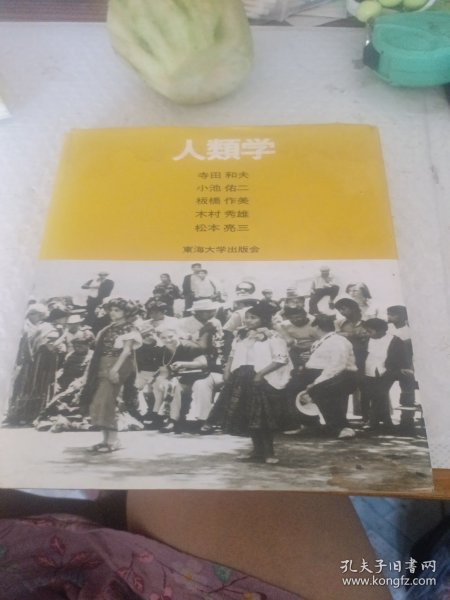 人類学
寺田 和夫
小池 佑二
板橋 作美
木村 秀雄
松本 亮三
東海大学出版会
孔夫子旧书网
www.kongfz.com